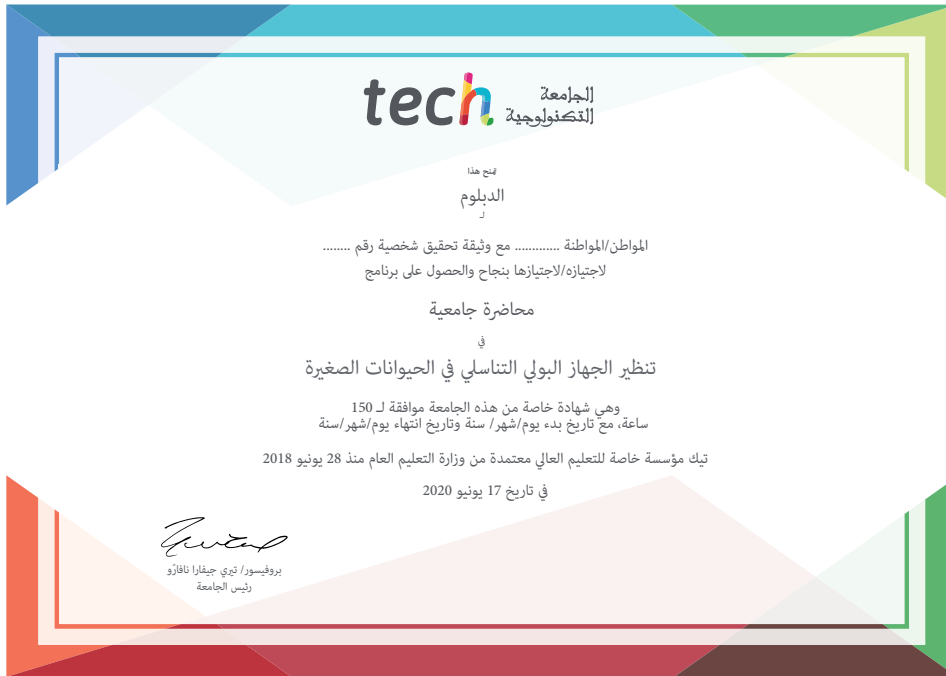 tech الجامعة
التكنولوجية
يُمنح هذا
الدبلوم
لـ
المواطن/المواطنة ............ مع وثيقة تحقيق شخصية رقم ........
لاجتيازه/لاجتيازها بنجاح والحصول على برنامج
محاضرة جامعية
في
تنظير الجهاز البولي التناسلي في الحيوانات الصغيرة
وهي شهادة خاصة من هذه الجامعة موافقة لـ 150
ساعة، مع تاريخ بدء يوم/شهر/ سنة وتاريخ انتهاء يوم/شهر/سنة
تيك مؤسسة خاصة للتعليم العالي معتمدة من وزارة التعليم العام منذ 28 يونيو 2018
في تاريخ 17 يونيو 2020
بروفيسور/ تيري جيفارا نافارّو
رئيس الجامعة